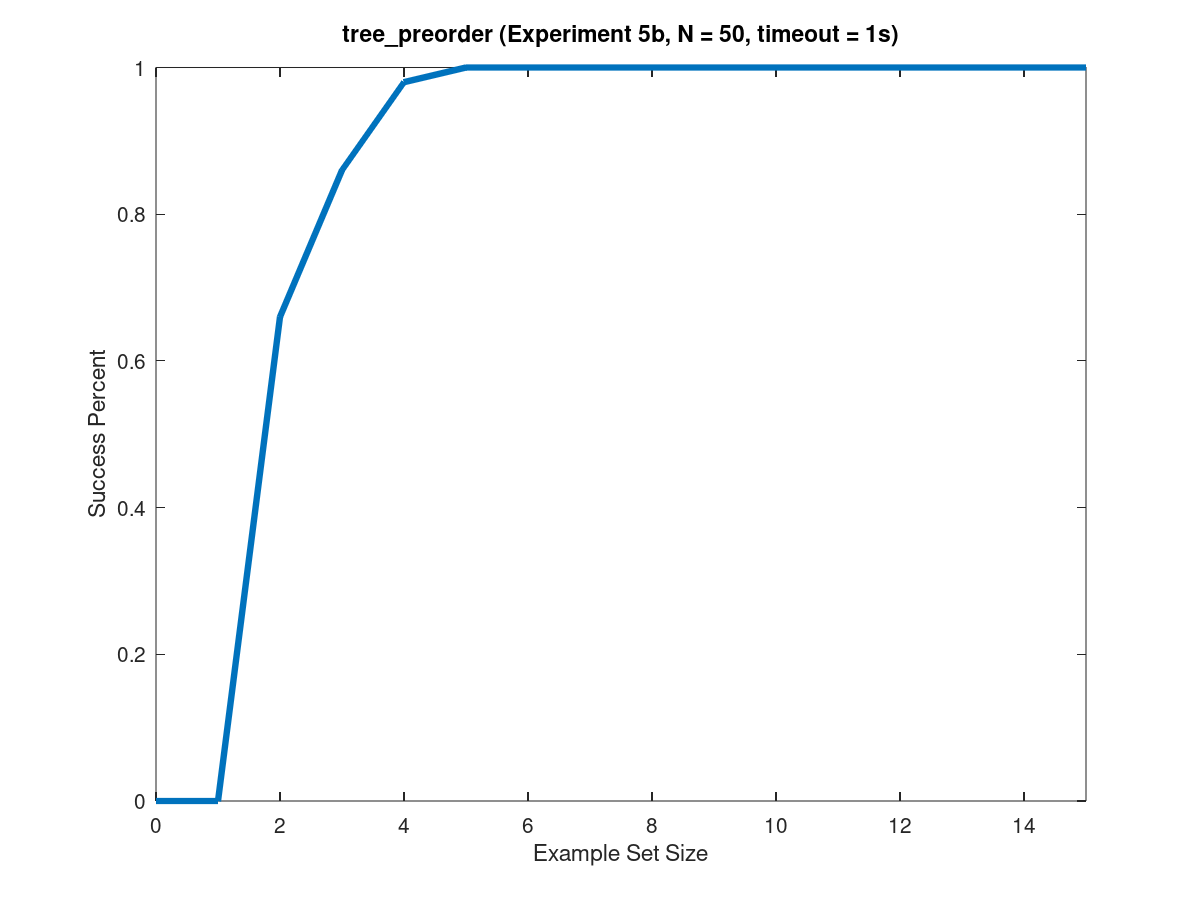 tree_preorder (Experiment 5b, N = 50, timeout = 1s)
1
0.8
0.6
0.4
0.2
0
Success Percent
0 2 4 6 8 10 12 14
Example Set Size